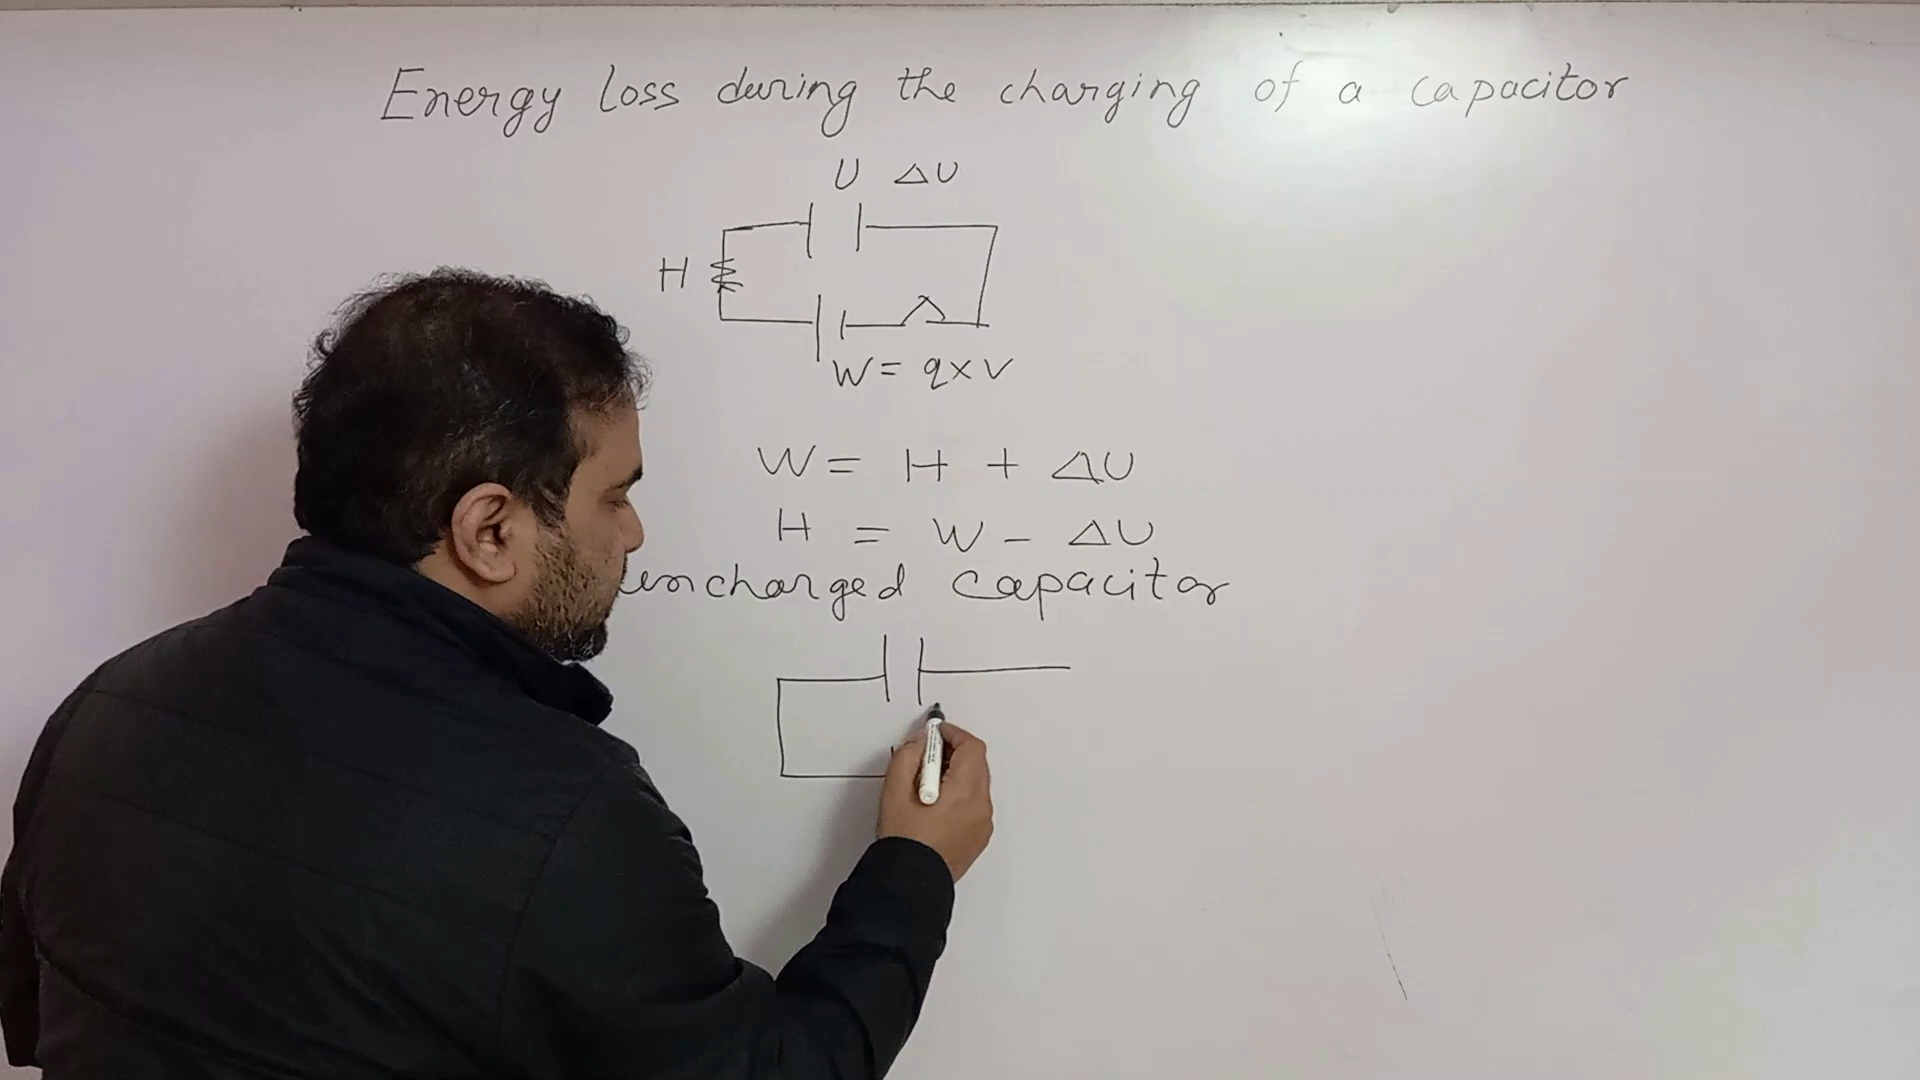 Energy loss during the charging of a capacitor
U ΔU
H
W = q×V
W = H + ΔU
H = W - ΔU
uncharged capacitor